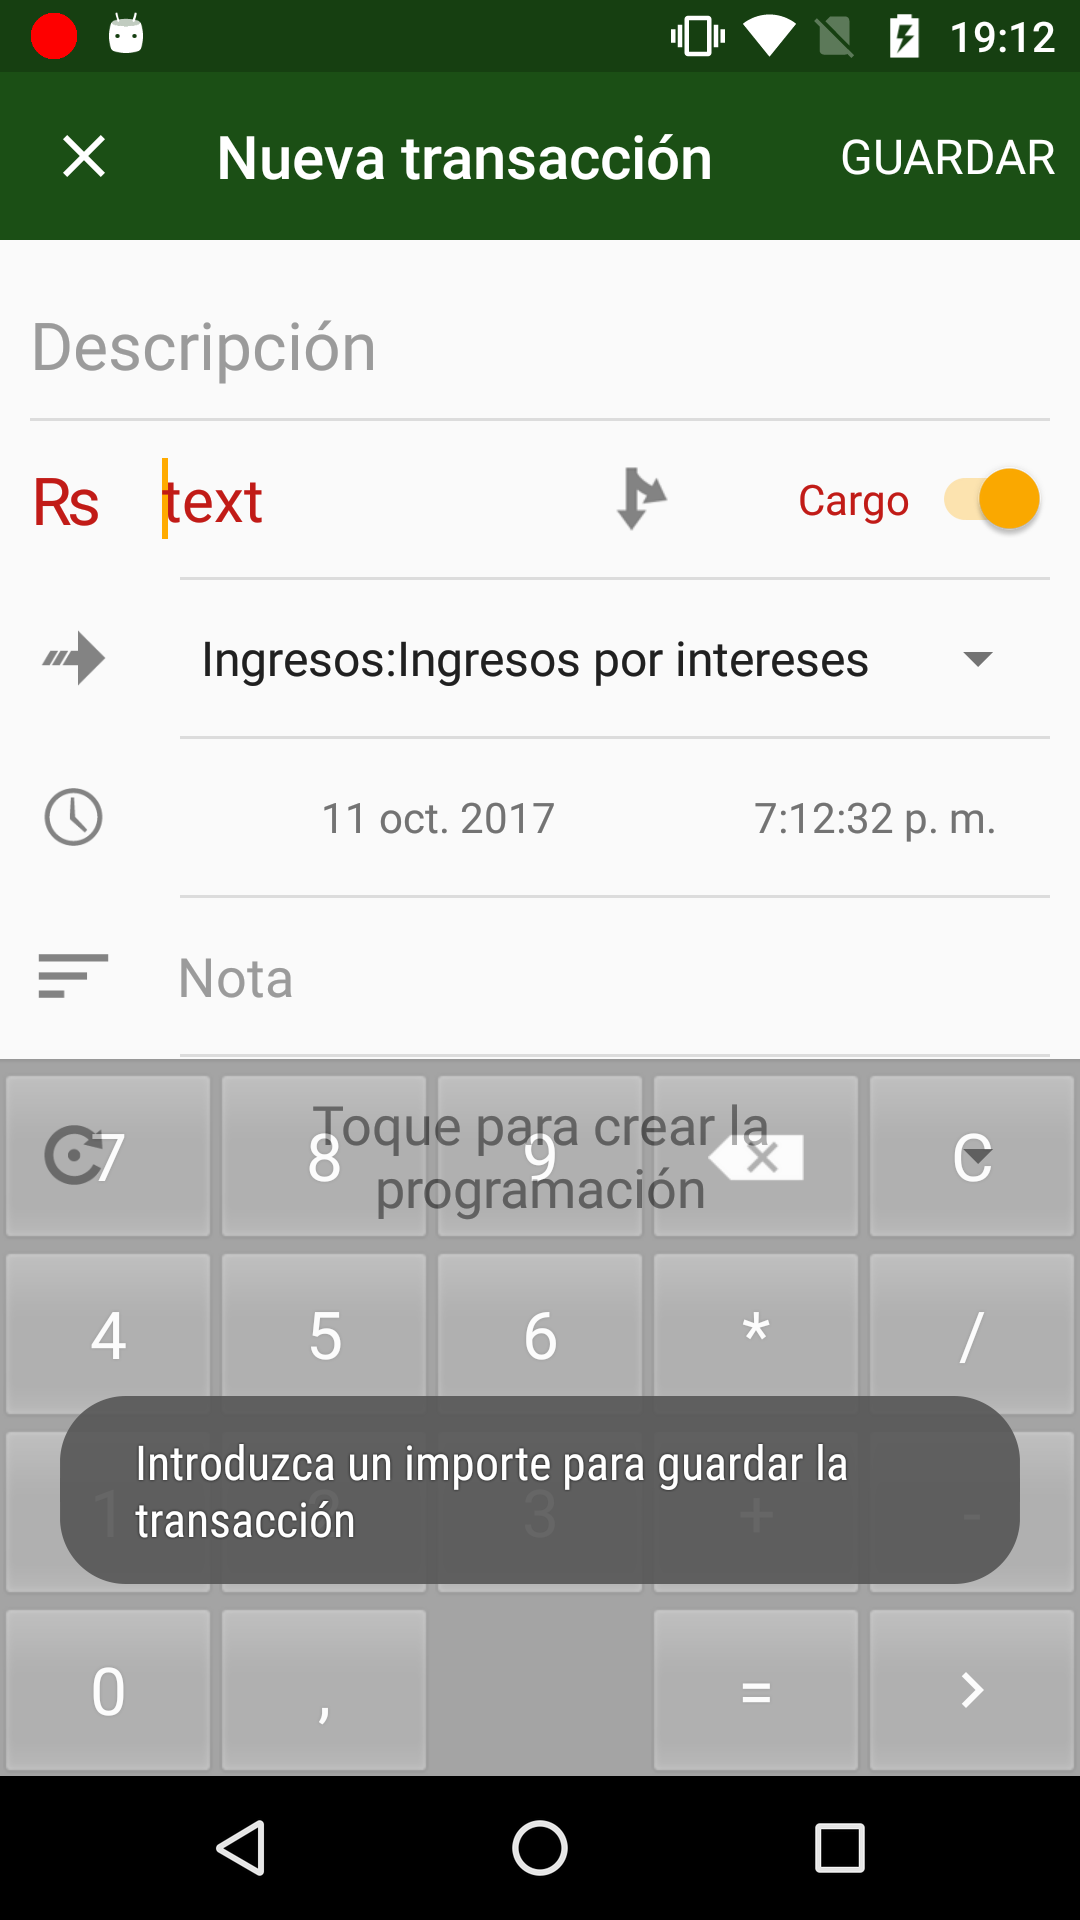 19:12
Nueva transacción GUARDAR
Descripción
Rs text Cargo
Ingresos:Ingresos por intereses
11 oct. 2017 7:12:32 p. m.
Nota
Toque para crear la
programación
7 8 9 C
4 5 6 * /
1 2 3 + -
Introduzca un importe para guardar la
transacción
0 , = >